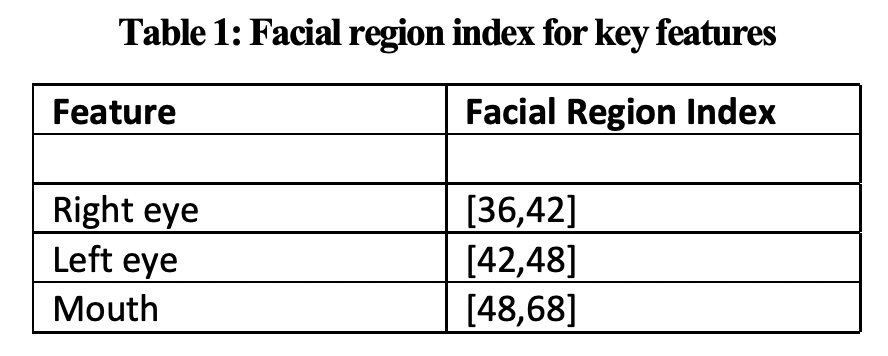 Table 1: Facial region index for key features
Feature Facial Region Index
Right eye [36,42]
Left eye [42,48]
Mouth [48,68]